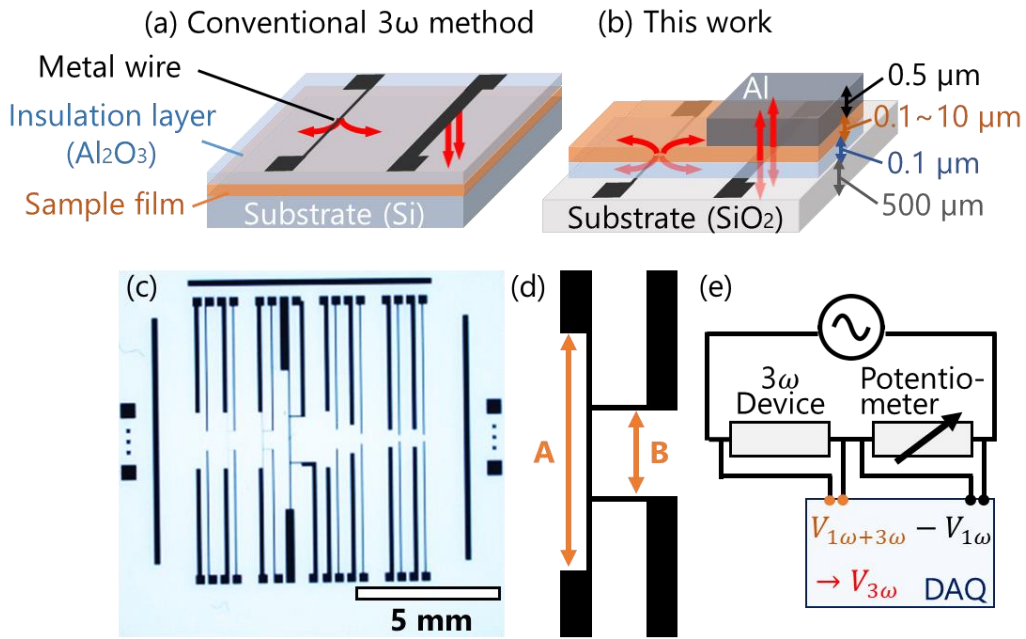 (a) Conventional 3ω method
Metal wire
Insulation layer
(Al2O3)
Sample film
Substrate (Si)
(b) This work
Al
0.5 μm
0.1~10 μm
0.1 μm
500 μm
Substrate (SiO2)
(c)
5 mm
(d)
A
B
(e)
3ω
Device
Potentio-
meter
V1ω+3ω − V1ω
→ V3ω
DAQ